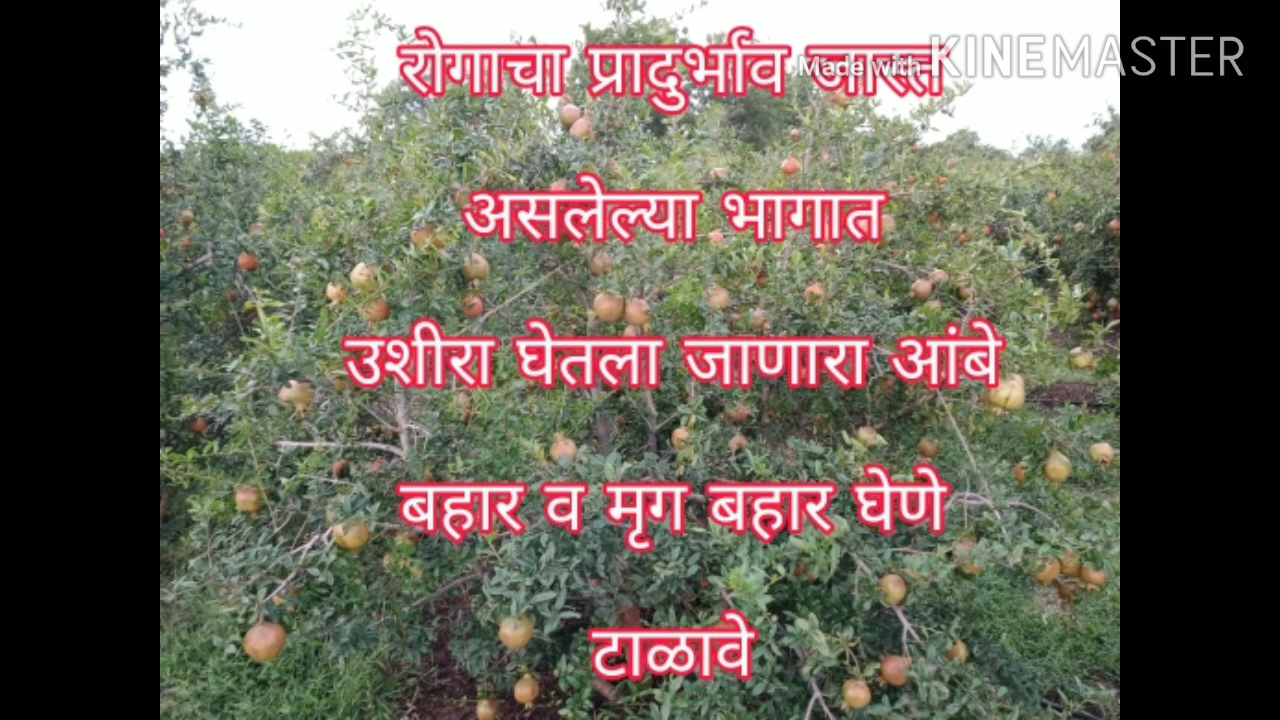 रोगाचा प्रादुर्भाव जास्त
Made with KINEMASTER
असलेल्या भागात
उशीरा घेतला जाणारा आंबे
बहार व मृग बहार घेणे
टाळावे